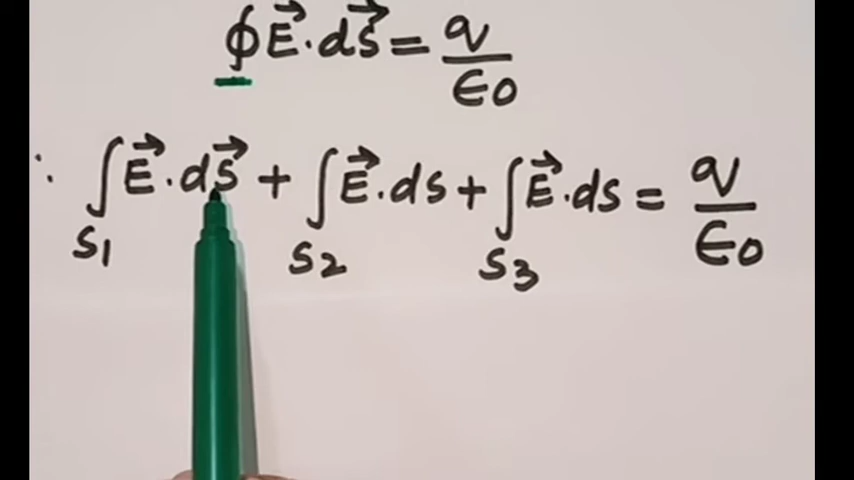 ∮E⃗.dS⃗ = q/ϵ0
∴ ∫S1 E⃗.dS⃗ + ∫S2 E⃗.ds + ∫S3 E⃗.ds = q/ϵ0